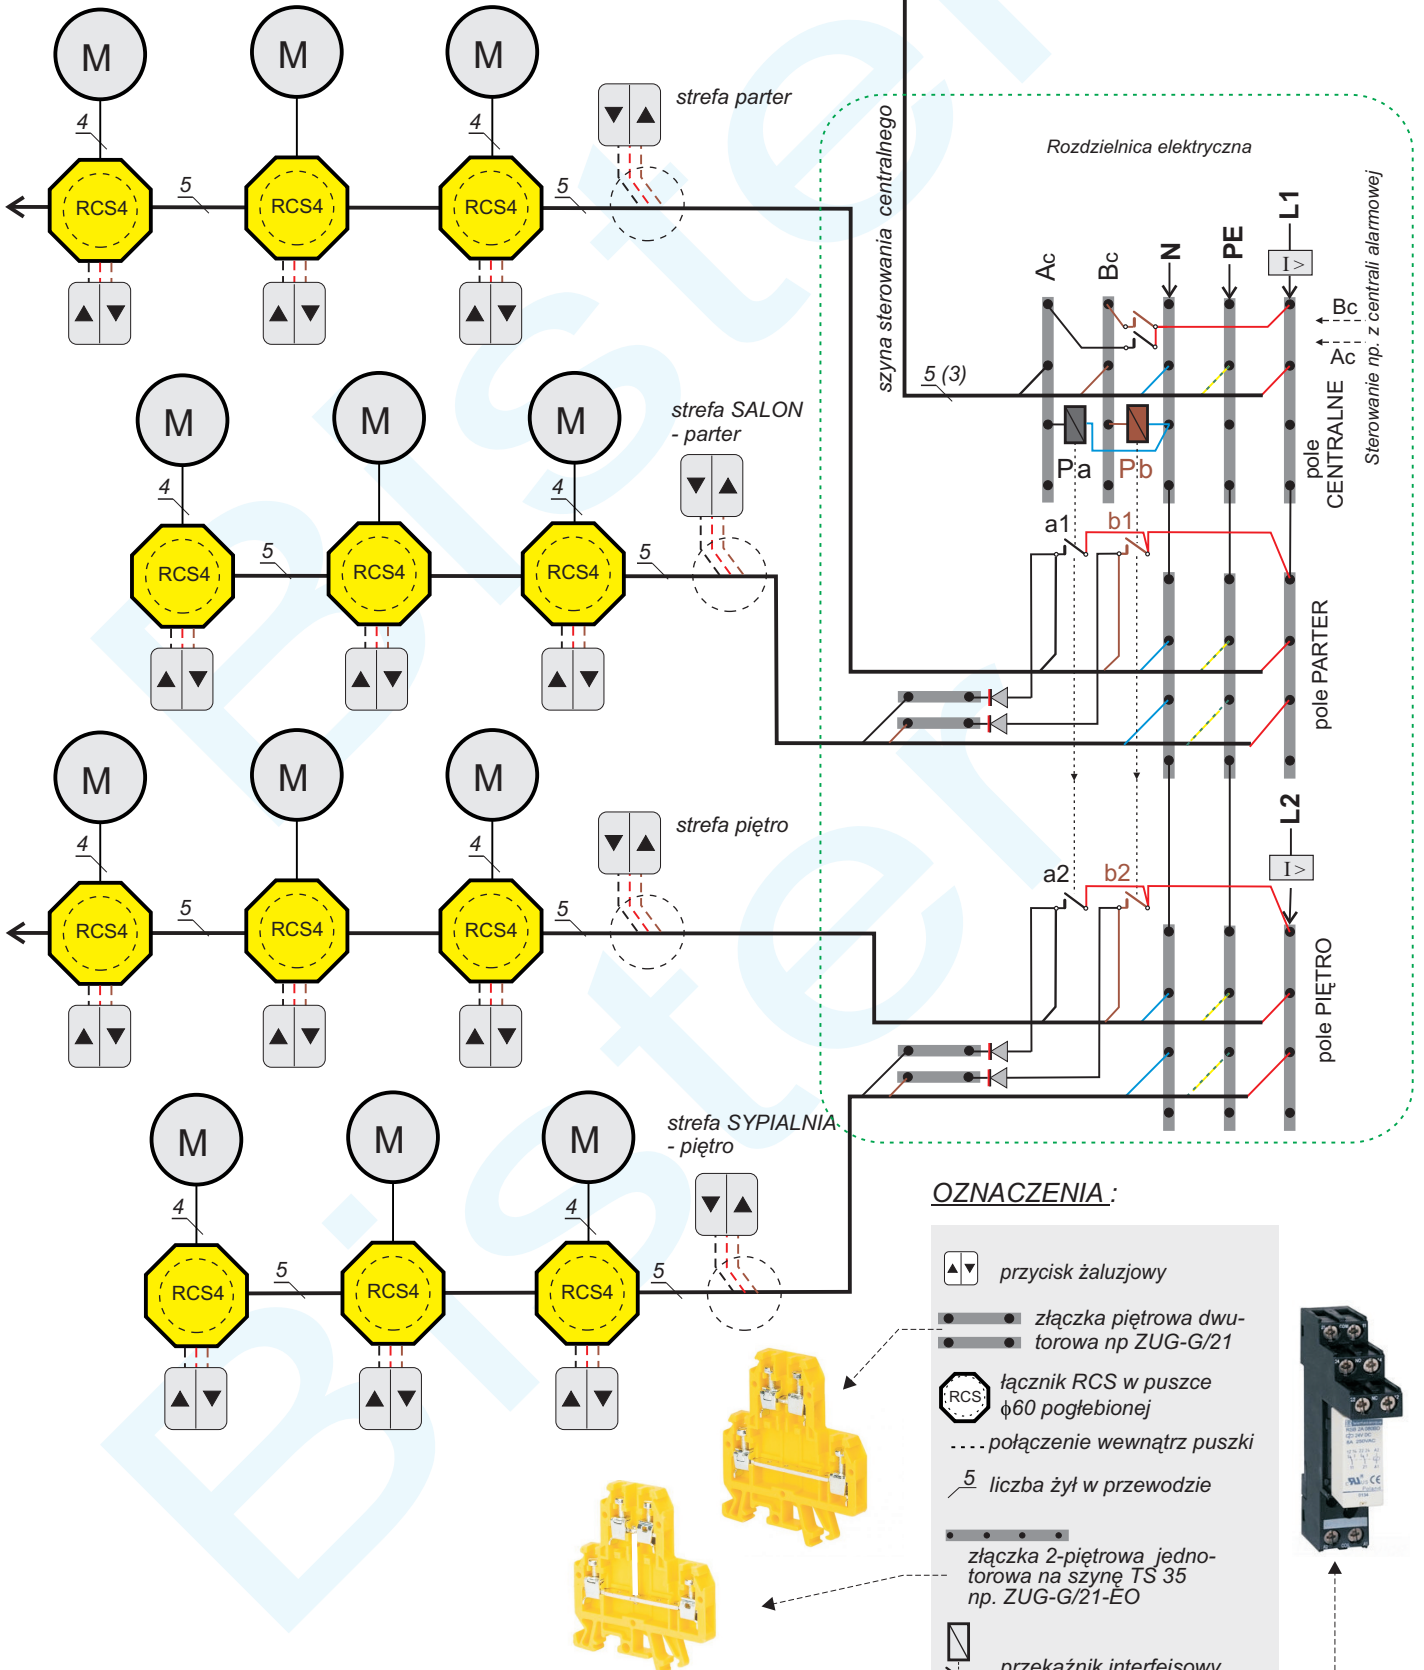 M
M
M
4
4
RCS4
RCS4
RCS4
5
5
strefa parter
M
M
M
4
4
RCS4
RCS4
RCS4
5
5
strefa SALON
- parter
M
M
M
4
4
RCS4
RCS4
RCS4
5
5
strefa piętro
M
M
M
4
4
RCS4
RCS4
RCS4
5
5
strefa SYPIALNIA
- piętro
szyna sterowania centralnego
Rozdzielnica elektryczna
Ac
Bc
N
PE
L1
I >
Bc
Ac
Sterowanie np. z centrali alarmowej
5 (3)
Pa
Pb
pole
CENTRALNE
a1
b1
pole PARTER
L2
I >
a2
b2
pole PIĘTRO
OZNACZENIA :
przycisk żaluzjowy
złączka piętrowa dwu-
torowa np ZUG-G/21
RCS
łącznik RCS w puszce
ϕ60 pogłebionej
połączenie wewnątrz puszki
5
liczba żył w przewodzie
złączka 2-piętrowa jedno-
torowa na szynę TS 35
np. ZUG-G/21-EO
przekaźnik interfejsowy
Bister
Bister